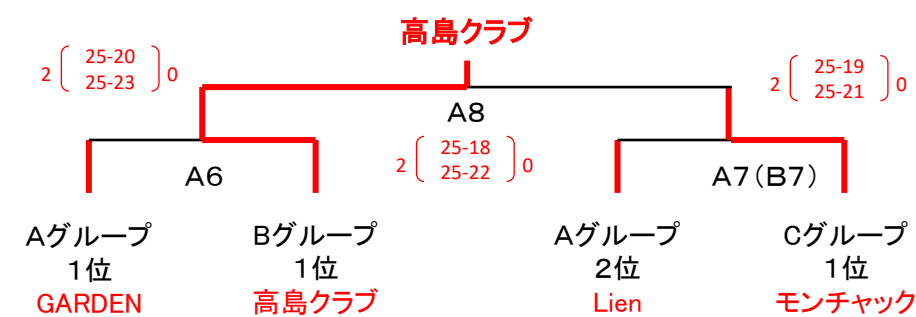 高島クラブ
2 25-20 0
25-23
2 25-19 0
25-21
A8
2 25-18 0
25-22
A6
A7(B7)
Aグループ
1位
GARDEN
Bグループ
1位
高島クラブ
Aグループ
2位
Lien
Cグループ
1位
モンチャック